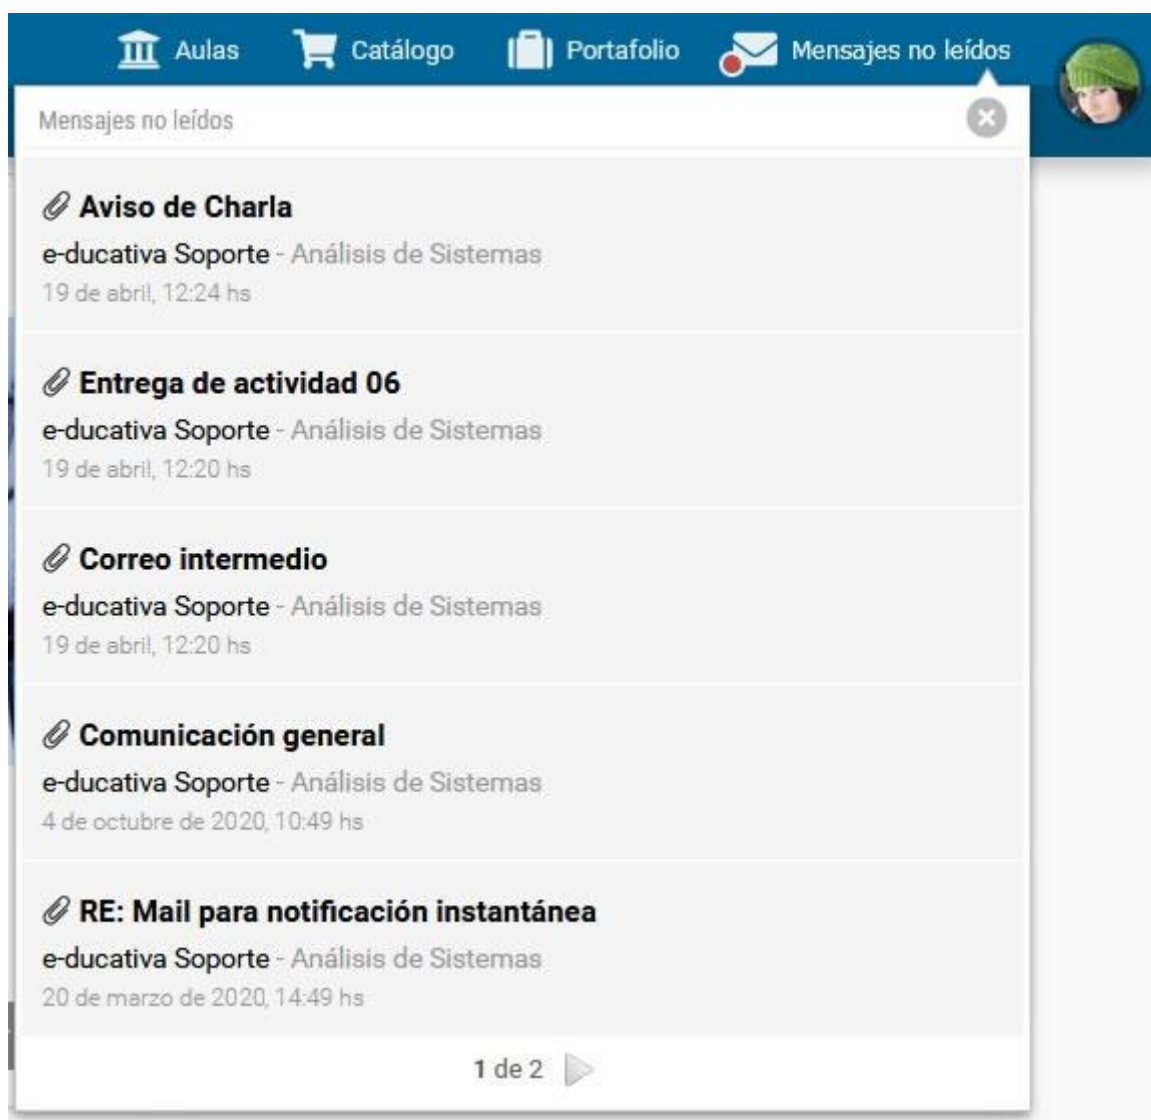 Aulas Catálogo Portafolio Mensajes no leídos
Mensajes no leídos
Aviso de Charla
e-ducativa Soporte - Análisis de Sistemas
19 de abril, 12:24 hs
Entrega de actividad 06
e-ducativa Soporte - Análisis de Sistemas
19 de abril, 12:20 hs
Correo intermedio
e-ducativa Soporte - Análisis de Sistemas
19 de abril, 12:20 hs
Comunicación general
e-ducativa Soporte - Análisis de Sistemas
4 de octubre de 2020, 10:49 hs
RE: Mail para notificación instantánea
e-ducativa Soporte - Análisis de Sistemas
20 de marzo de 2020, 14:49 hs
1 de 2